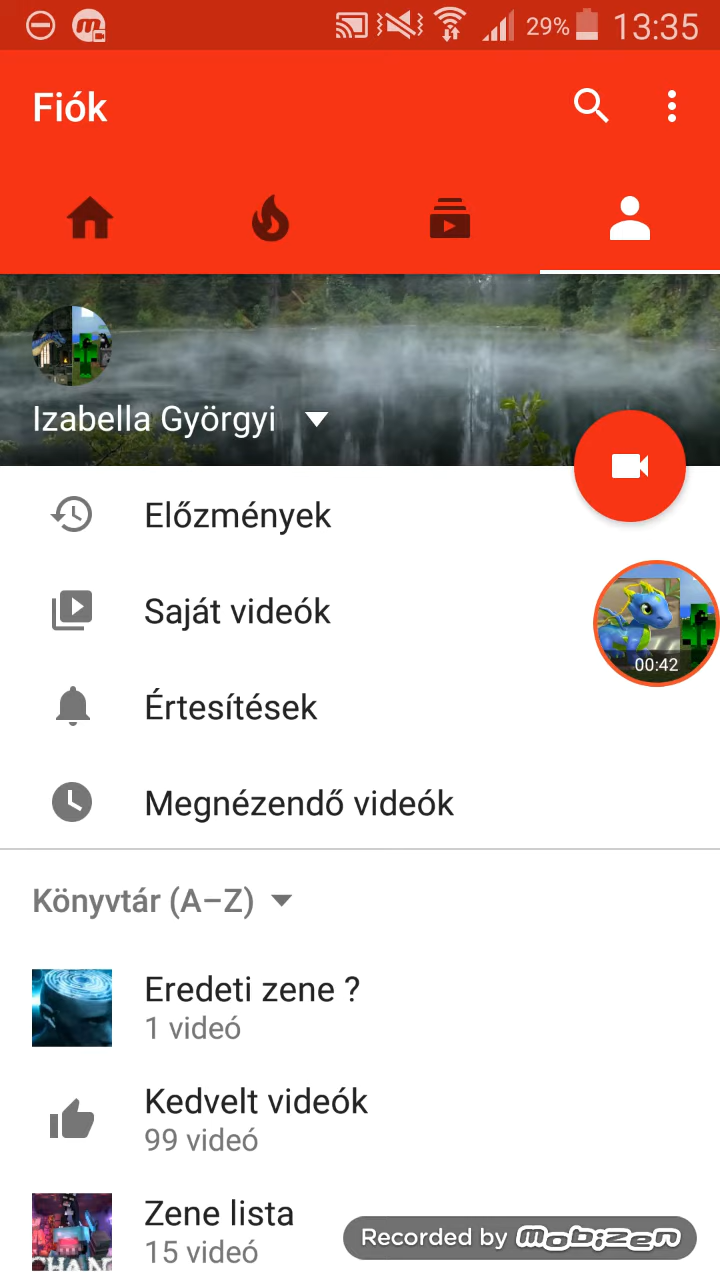 29% 13:35
Fiók
Izabella Györgyi
Előzmények
Saját videók
00:42
Értesítések
Megnézendő videók
Könyvtár (A–Z)
Eredeti zene ?
1 videó
Kedvelt videók
99 videó
Zene lista
15 videó
Recorded by mobizen